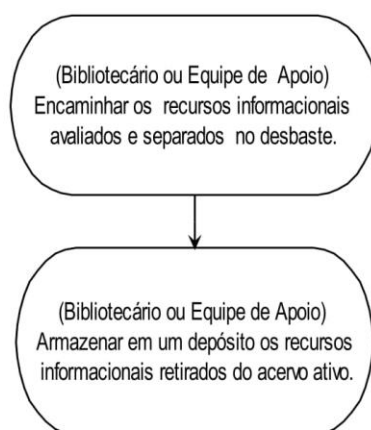 (Bibliotecário ou Equipe de Apoio)
Encaminhar os recursos informacionais
avaliados e separados no desbaste.
(Bibliotecário ou Equipe de Apoio)
Armazenar em um depósito os recursos
informacionais retirados do acervo ativo.